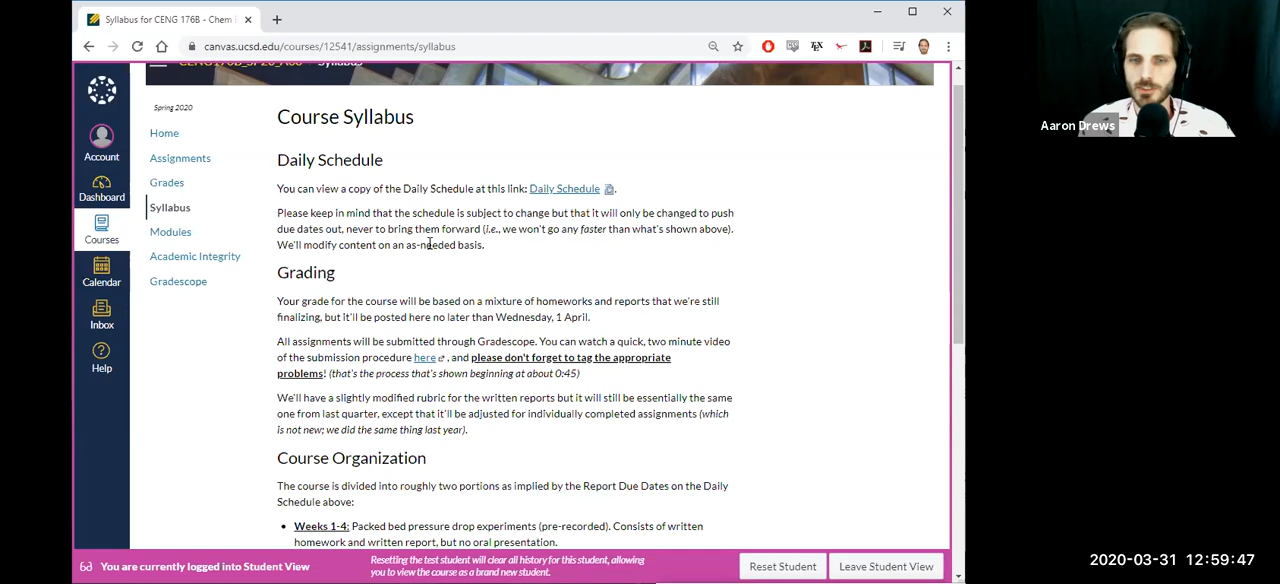 Syllabus for CENG 176B - Chem
canvas.ucsd.edu/courses/12541/assignments/syllabus
Spring 2020
Account
Dashboard
Courses
Calendar
Inbox
Help
Home
Assignments
Grades
Syllabus
Modules
Academic Integrity
Gradescope
Course Syllabus
Daily Schedule
You can view a copy of the Daily Schedule at this link: Daily Schedule.
Please keep in mind that the schedule is subject to change but that it will only be changed to push
due dates out, never to bring them forward (i.e., we won't go any faster than what's shown above).
We'll modify content on an as-needed basis.
Grading
Your grade for the course will be based on a mixture of homeworks and reports that we're still
finalizing, but it'll be posted here no later than Wednesday, 1 April.
All assignments will be submitted through Gradescope. You can watch a quick, two minute video
of the submission procedure here, and please don't forget to tag the appropriate
problems! (that's the process that's shown beginning at about 0:45)
We'll have a slightly modified rubric for the written reports but it will still be essentially the same
one from last quarter, except that it'll be adjusted for individually completed assignments (which
is not new; we did the same thing last year).
Course Organization
The course is divided into roughly two portions as implied by the Report Due Dates on the Daily
Schedule above:
• Weeks 1-4: Packed bed pressure drop experiments (pre-recorded). Consists of written
homework and written report, but no oral presentation.
You are currently logged into Student View
Resetting the test student will clear all history for this student, allowing
you to view the course as a brand new student.
Reset Student
Leave Student View
Aaron Drews
2020-03-31 12:59:47